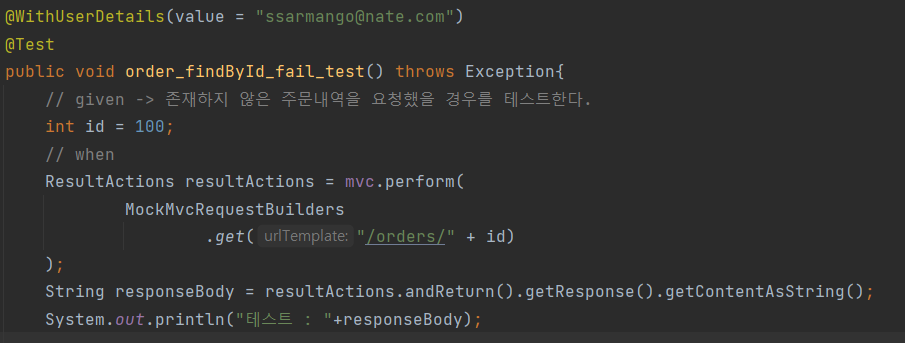 @WithUserDetails(value = "ssarmango@nate.com")
@Test
public void order_findById_fail_test() throws Exception{
// given -> 존재하지 않은 주문내역을 요청했을 경우를 테스트한다.
int id = 100;
// when
ResultActions resultActions = mvc.perform(
MockMvcRequestBuilders
.get( urlTemplate: "/orders/" + id)
);
String responseBody = resultActions.andReturn().getResponse().getContentAsString();
System.out.println("테스트 : "+responseBody);